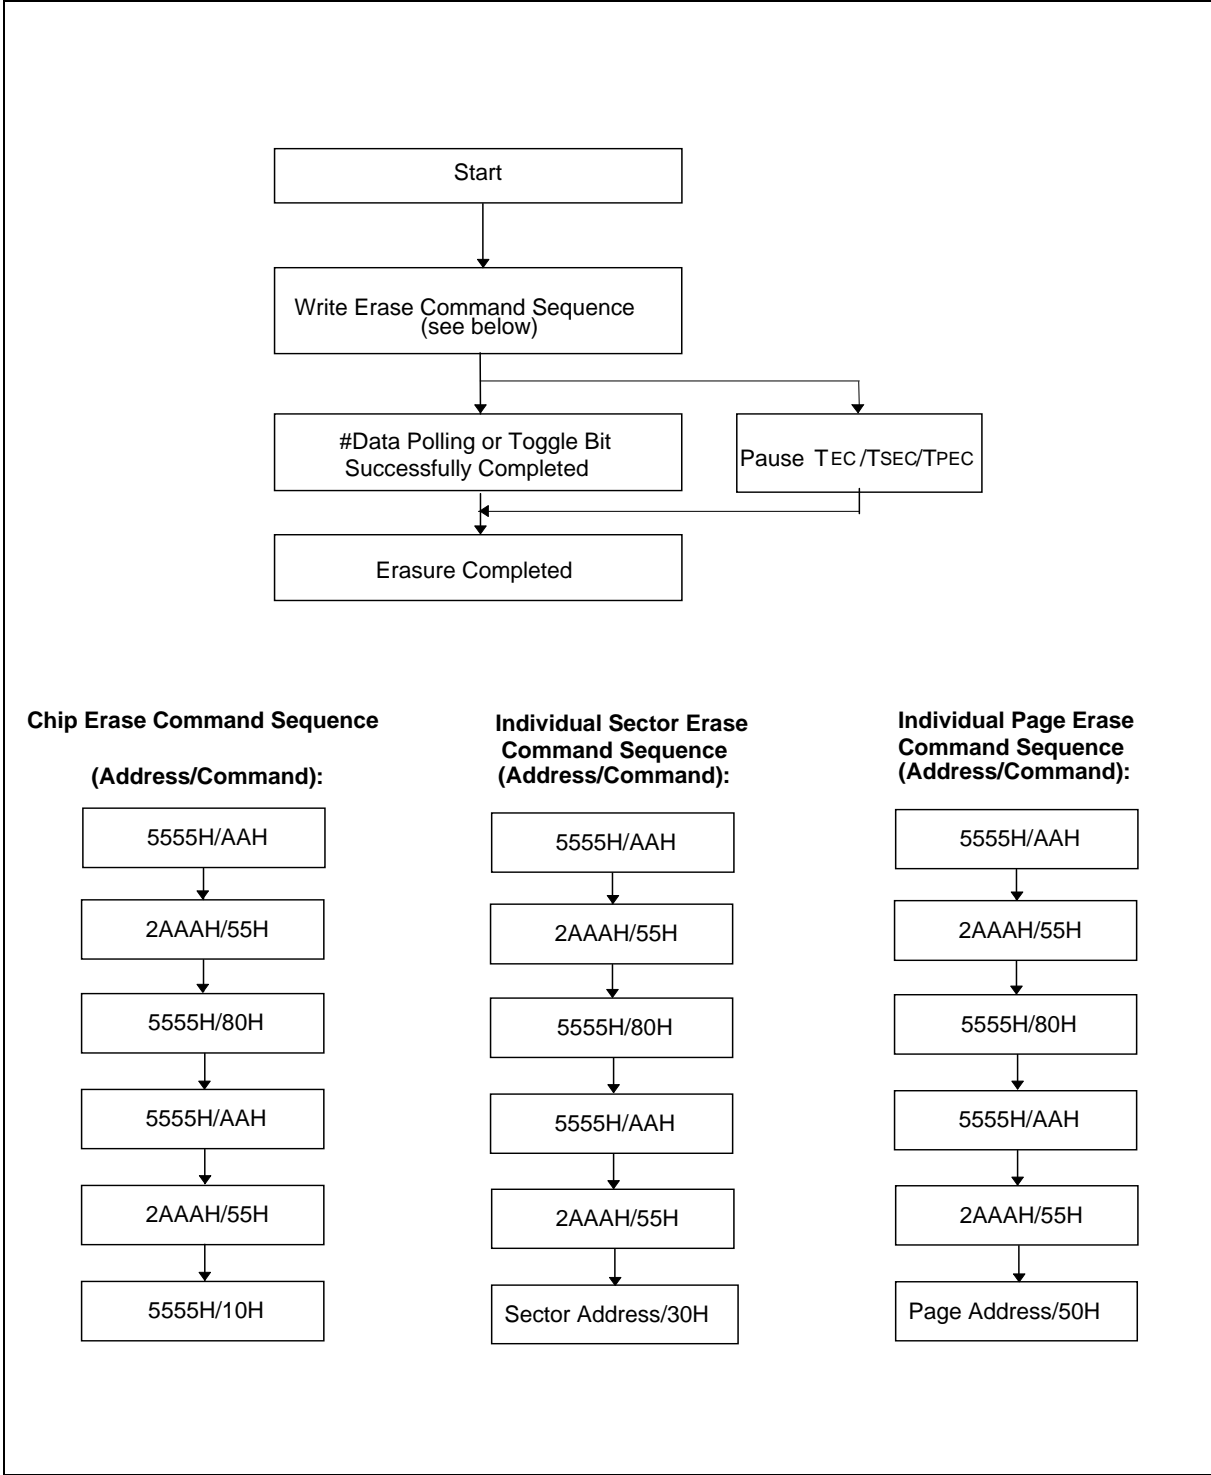 Start
Write Erase Command Sequence
(see below)
#Data Polling or Toggle Bit
Successfully Completed
Pause TEC/TSEC/TPEC
Erasure Completed
Chip Erase Command Sequence
(Address/Command):
5555H/AAH
2AAAH/55H
5555H/80H
5555H/AAH
2AAAH/55H
5555H/10H
Individual Sector Erase
Command Sequence
(Address/Command):
5555H/AAH
2AAAH/55H
5555H/80H
5555H/AAH
2AAAH/55H
Sector Address/30H
Individual Page Erase
Command Sequence
(Address/Command):
5555H/AAH
2AAAH/55H
5555H/80H
5555H/AAH
2AAAH/55H
Page Address/50H